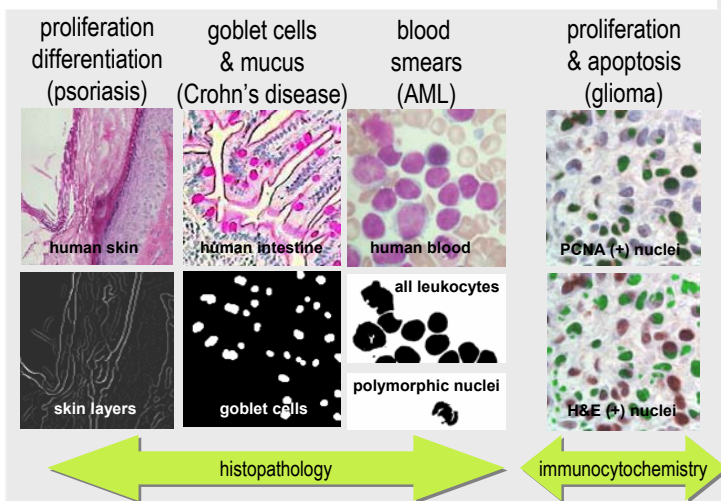 proliferation
differentiation
(psoriasis)
goblet cells
& mucus
(Crohn's disease)
blood
smears
(AML)
proliferation
& apoptosis
(glioma)
human skin
human intestine
human blood
PCNA (+) nuclei
skin layers
goblet cells
all leukocytes
polymorphic nuclei
H&E (+) nuclei
histopathology
immunocytochemistry